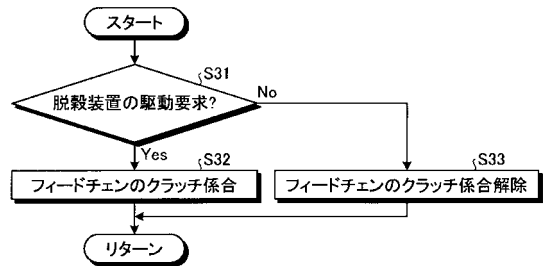 スタート
S31
脱穀装置の駆動要求?
No
Yes
S32
フィードチェンのクラッチ係合
S33
フィードチェンのクラッチ係合解除
リターン